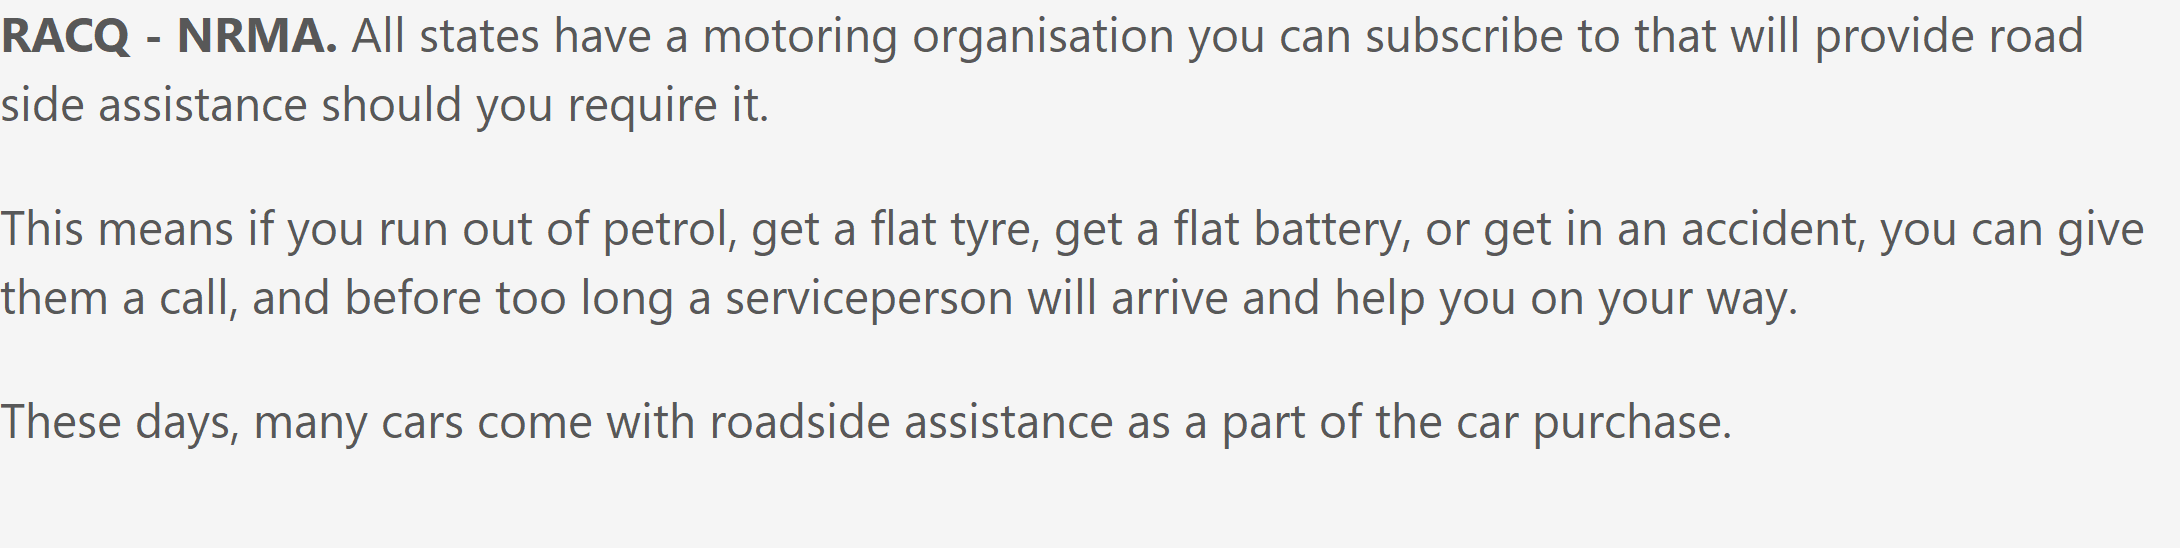 RACQ - NRMA. All states have a motoring organisation you can subscribe to that will provide road
side assistance should you require it.
This means if you run out of petrol, get a flat tyre, get a flat battery, or get in an accident, you can give
them a call, and before too long a serviceperson will arrive and help you on your way.
These days, many cars come with roadside assistance as a part of the car purchase.